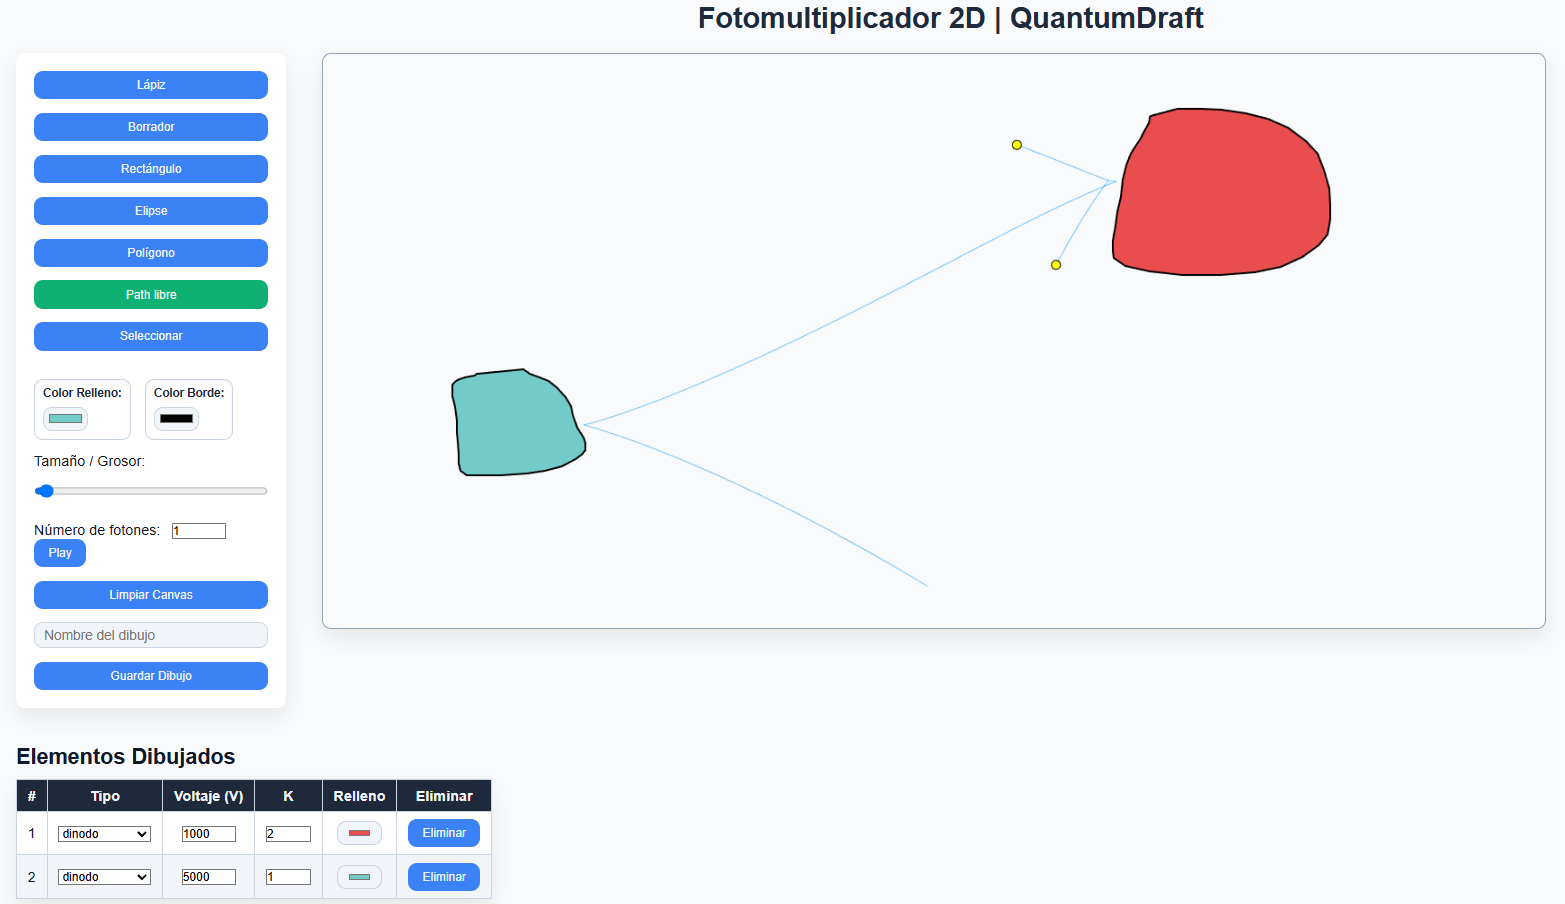 Fotomultiplicador 2D | QuantumDraft
Lápiz
Borrador
Rectángulo
Elipse
Polígono
Path libre
Seleccionar
Color Relleno: Color Borde:
Tamaño / Grosor:
Número de fotones: 1
Play
Limpiar Canvas
Nombre del dibujo
Guardar Dibujo
Elementos Dibujados
# Tipo Voltaje (V) K Relleno Eliminar
1 dinodo 1000 2 Eliminar
2 dinodo 5000 1 Eliminar